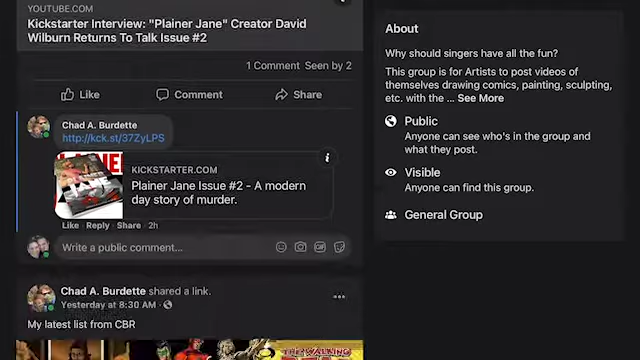 YOUTUBE.COM
Kickstarter Interview: "Plainer Jane" Creator David
Wilburn Returns To Talk Issue #2
1 Comment Seen by 2
Like Comment Share
Chad A. Burdette
http://kck.st/37ZyLPS
KICKSTARTER.COM
Plainer Jane Issue #2 - A modern
day story of murder.
Like · Reply · Share · 2h
Write a public comment...
Chad A. Burdette shared a link.
Yesterday at 8:30 AM ·
My latest list from CBR
THE WALKING
About
Why should singers have all the fun?
This group is for Artists to post videos of
themselves drawing comics, painting, sculpting,
etc. with the ... See More
Public
Anyone can see who's in the group and
what they post.
Visible
Anyone can find this group.
General Group